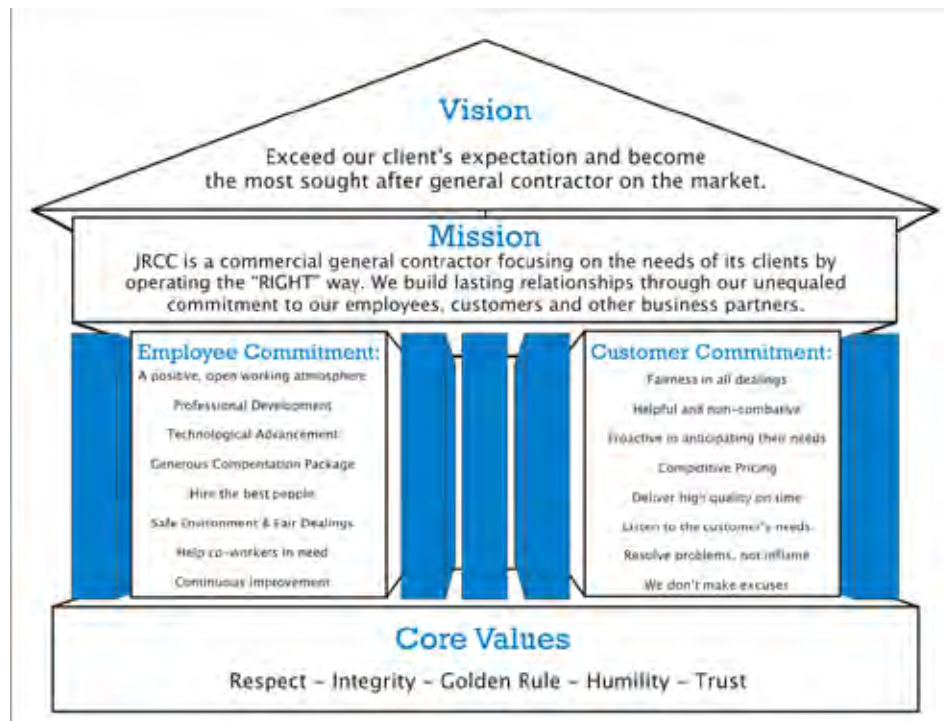 Vision
Exceed our client's expectation and become
the most sought after general contractor on the market.
Mission
JRCC is a commercial general contractor focusing on the needs of its clients by
operating the "RIGHT" way. We build lasting relationships through our unequaled
commitment to our employees, customers and other business partners.
Employee Commitment:
A positive, open working atmosphere
Professional Development
Technological Advancement
Generous Compentation Package
Hire the best people
Safe Environment & Fair Dealings
Help co-workers in need
Continuous improvement
Customer Commitment:
Fairness in all dealings
Helpful and non-combative
Proactive in anticipating their needs
Competitive Pricing
Deliver high quality on time
Listen to the customer's needs
Resolve problems, not inflame
We don't make excuses
Core Values
Respect – Integrity – Golden Rule – Humility – Trust